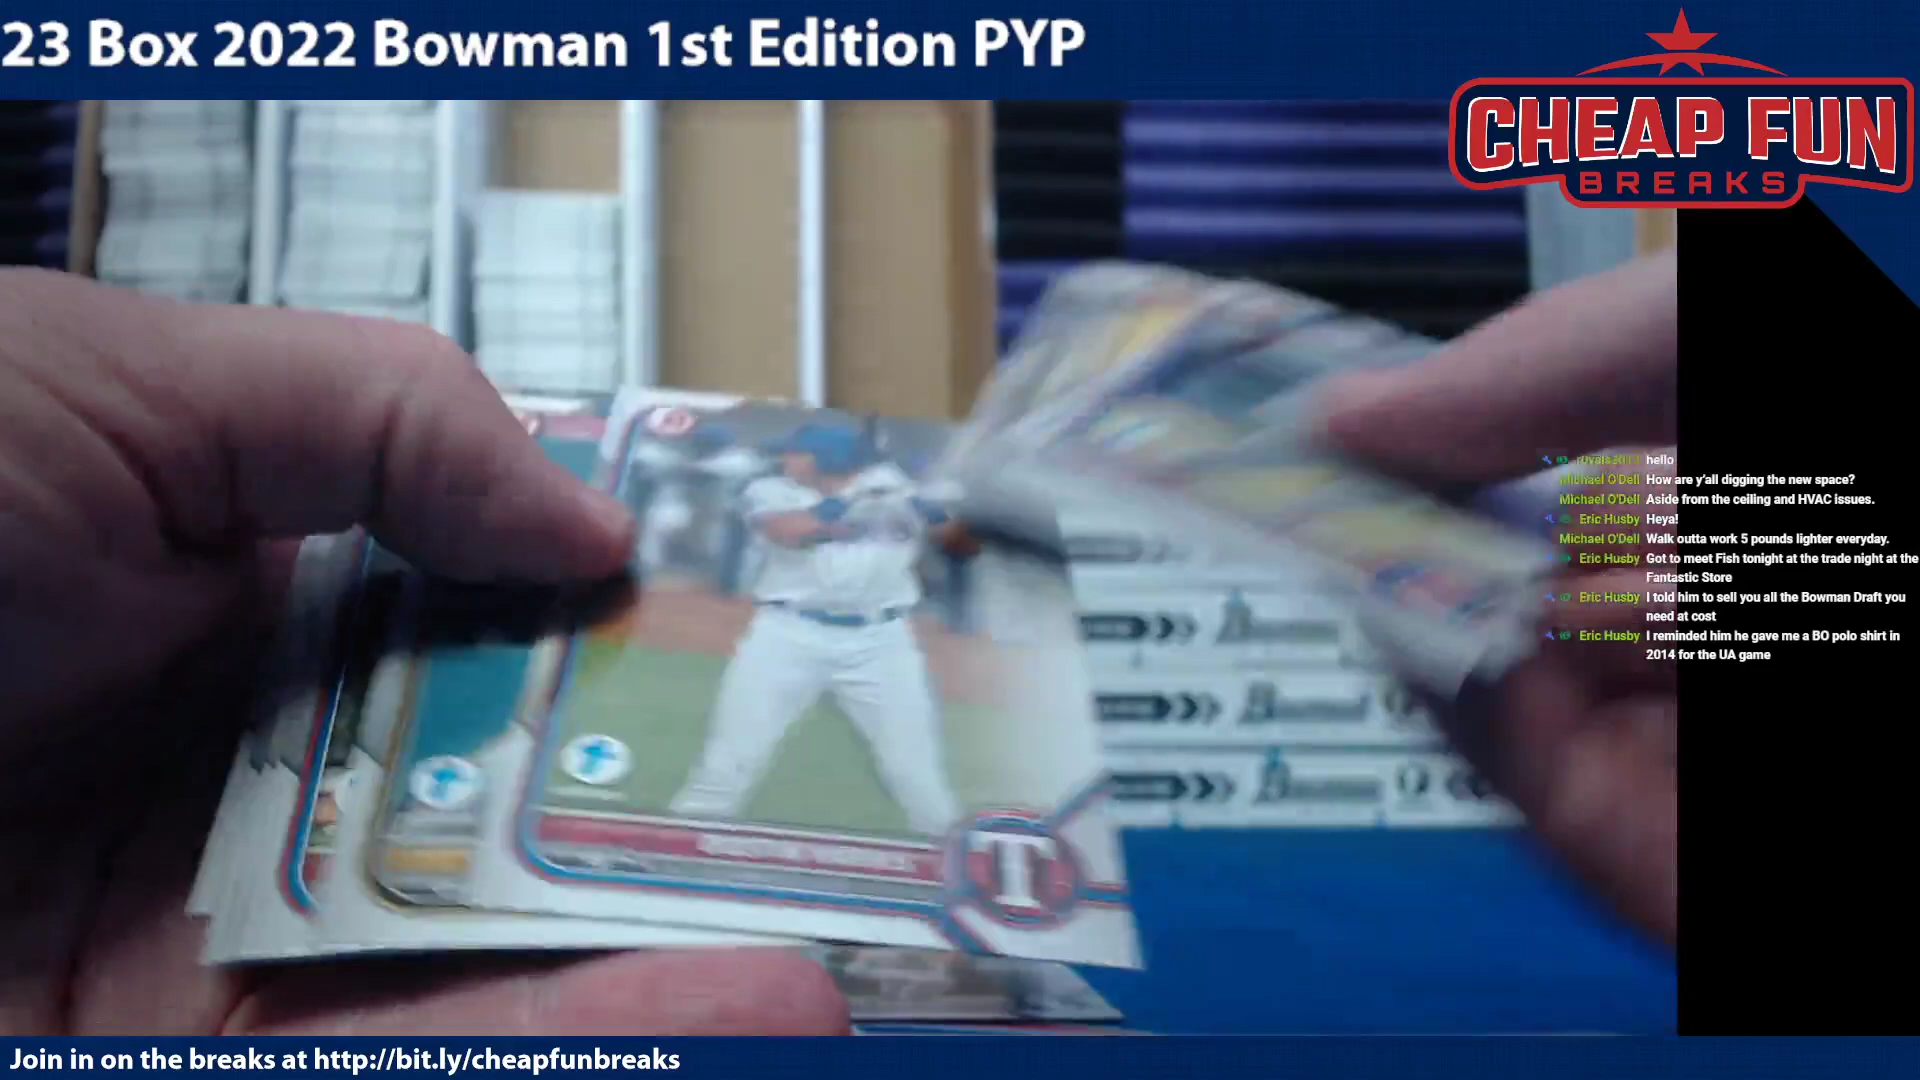 23 Box 2022 Bowman 1st Edition PYP
CHEAP FUN
BREAKS
hello
Michael O'Dell How are y'all digging the new space?
Michael O'Dell Aside from the ceiling and HVAC issues.
Eric Husby Heya!
Michael O'Dell Walk outta work 5 pounds lighter everyday.
Eric Husby Got to meet Fish tonight at the trade night at the
Fantastic Store
Eric Husby I told him to sell you all the Bowman Draft you
need at cost
Eric Husby I reminded him he gave me a BO polo shirt in
2014 for the UA game
T
Join in on the breaks at http://bit.ly/cheapfunbreaks